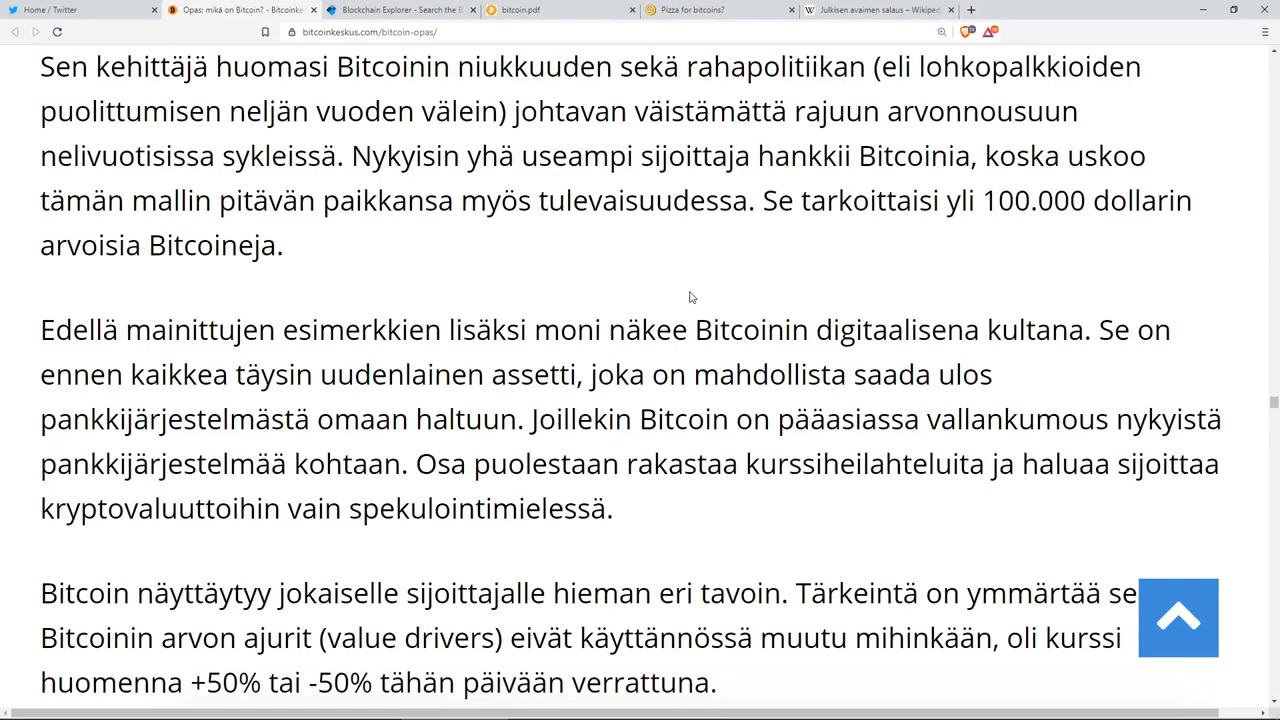 Home / Twitter
Opas: mikä on Bitcoin? - Bitcoinke
Blockchain Explorer - Search the B
bitcoin.pdf
Pizza for bitcoins?
Julkisen avaimen salaus – Wikiped
bitcoinkeskus.com/bitcoin-opas/
Sen kehittäjä huomasi Bitcoinin niukkuuden sekä rahapolitiikan (eli lohkopalkkioiden
puolittumisen neljän vuoden välein) johtavan väistämättä rajuun arvonnousuun
nelivuotisissa sykleissä. Nykyisin yhä useampi sijoittaja hankkii Bitcoinia, koska uskoo
tämän mallin pitävän paikkansa myös tulevaisuudessa. Se tarkoittaisi yli 100.000 dollarin
arvoisia Bitcoineja.
Edellä mainittujen esimerkkien lisäksi moni näkee Bitcoinin digitaalisena kultana. Se on
ennen kaikkea täysin uudenlainen assetti, joka on mahdollista saada ulos
pankkijärjestelmästä omaan haltuun. Joillekin Bitcoin on pääasiassa vallankumous nykyistä
pankkijärjestelmää kohtaan. Osa puolestaan rakastaa kurssiheilahteluita ja haluaa sijoittaa
kryptovaluuttoihin vain spekulointimielessä.
Bitcoin näyttäytyy jokaiselle sijoittajalle hieman eri tavoin. Tärkeintä on ymmärtää se
Bitcoinin arvon ajurit (value drivers) eivät käytännössä muutu mihinkään, oli kurssi
huomenna +50% tai -50% tähän päivään verrattuna.